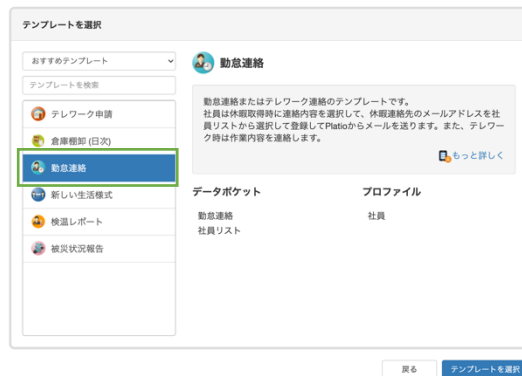 テンプレートを選択
おすすめテンプレート
テンプレートを検索
テレワーク申請
倉庫棚卸 (日次)
勤怠連絡
新しい生活様式
検温レポート
被災状況報告
勤怠連絡
勤怠連絡またはテレワーク連絡のテンプレートです。
社員は休暇取得時に連絡内容を選択して、休暇連絡先のメールアドレスを社
員リストから選択して登録してPlatioからメールを送ります。また、テレワー
ク時は作業内容を連絡します。
もっと詳しく
データポケット
プロファイル
勤怠連絡
社員
社員リスト
戻る
テンプレートを選択